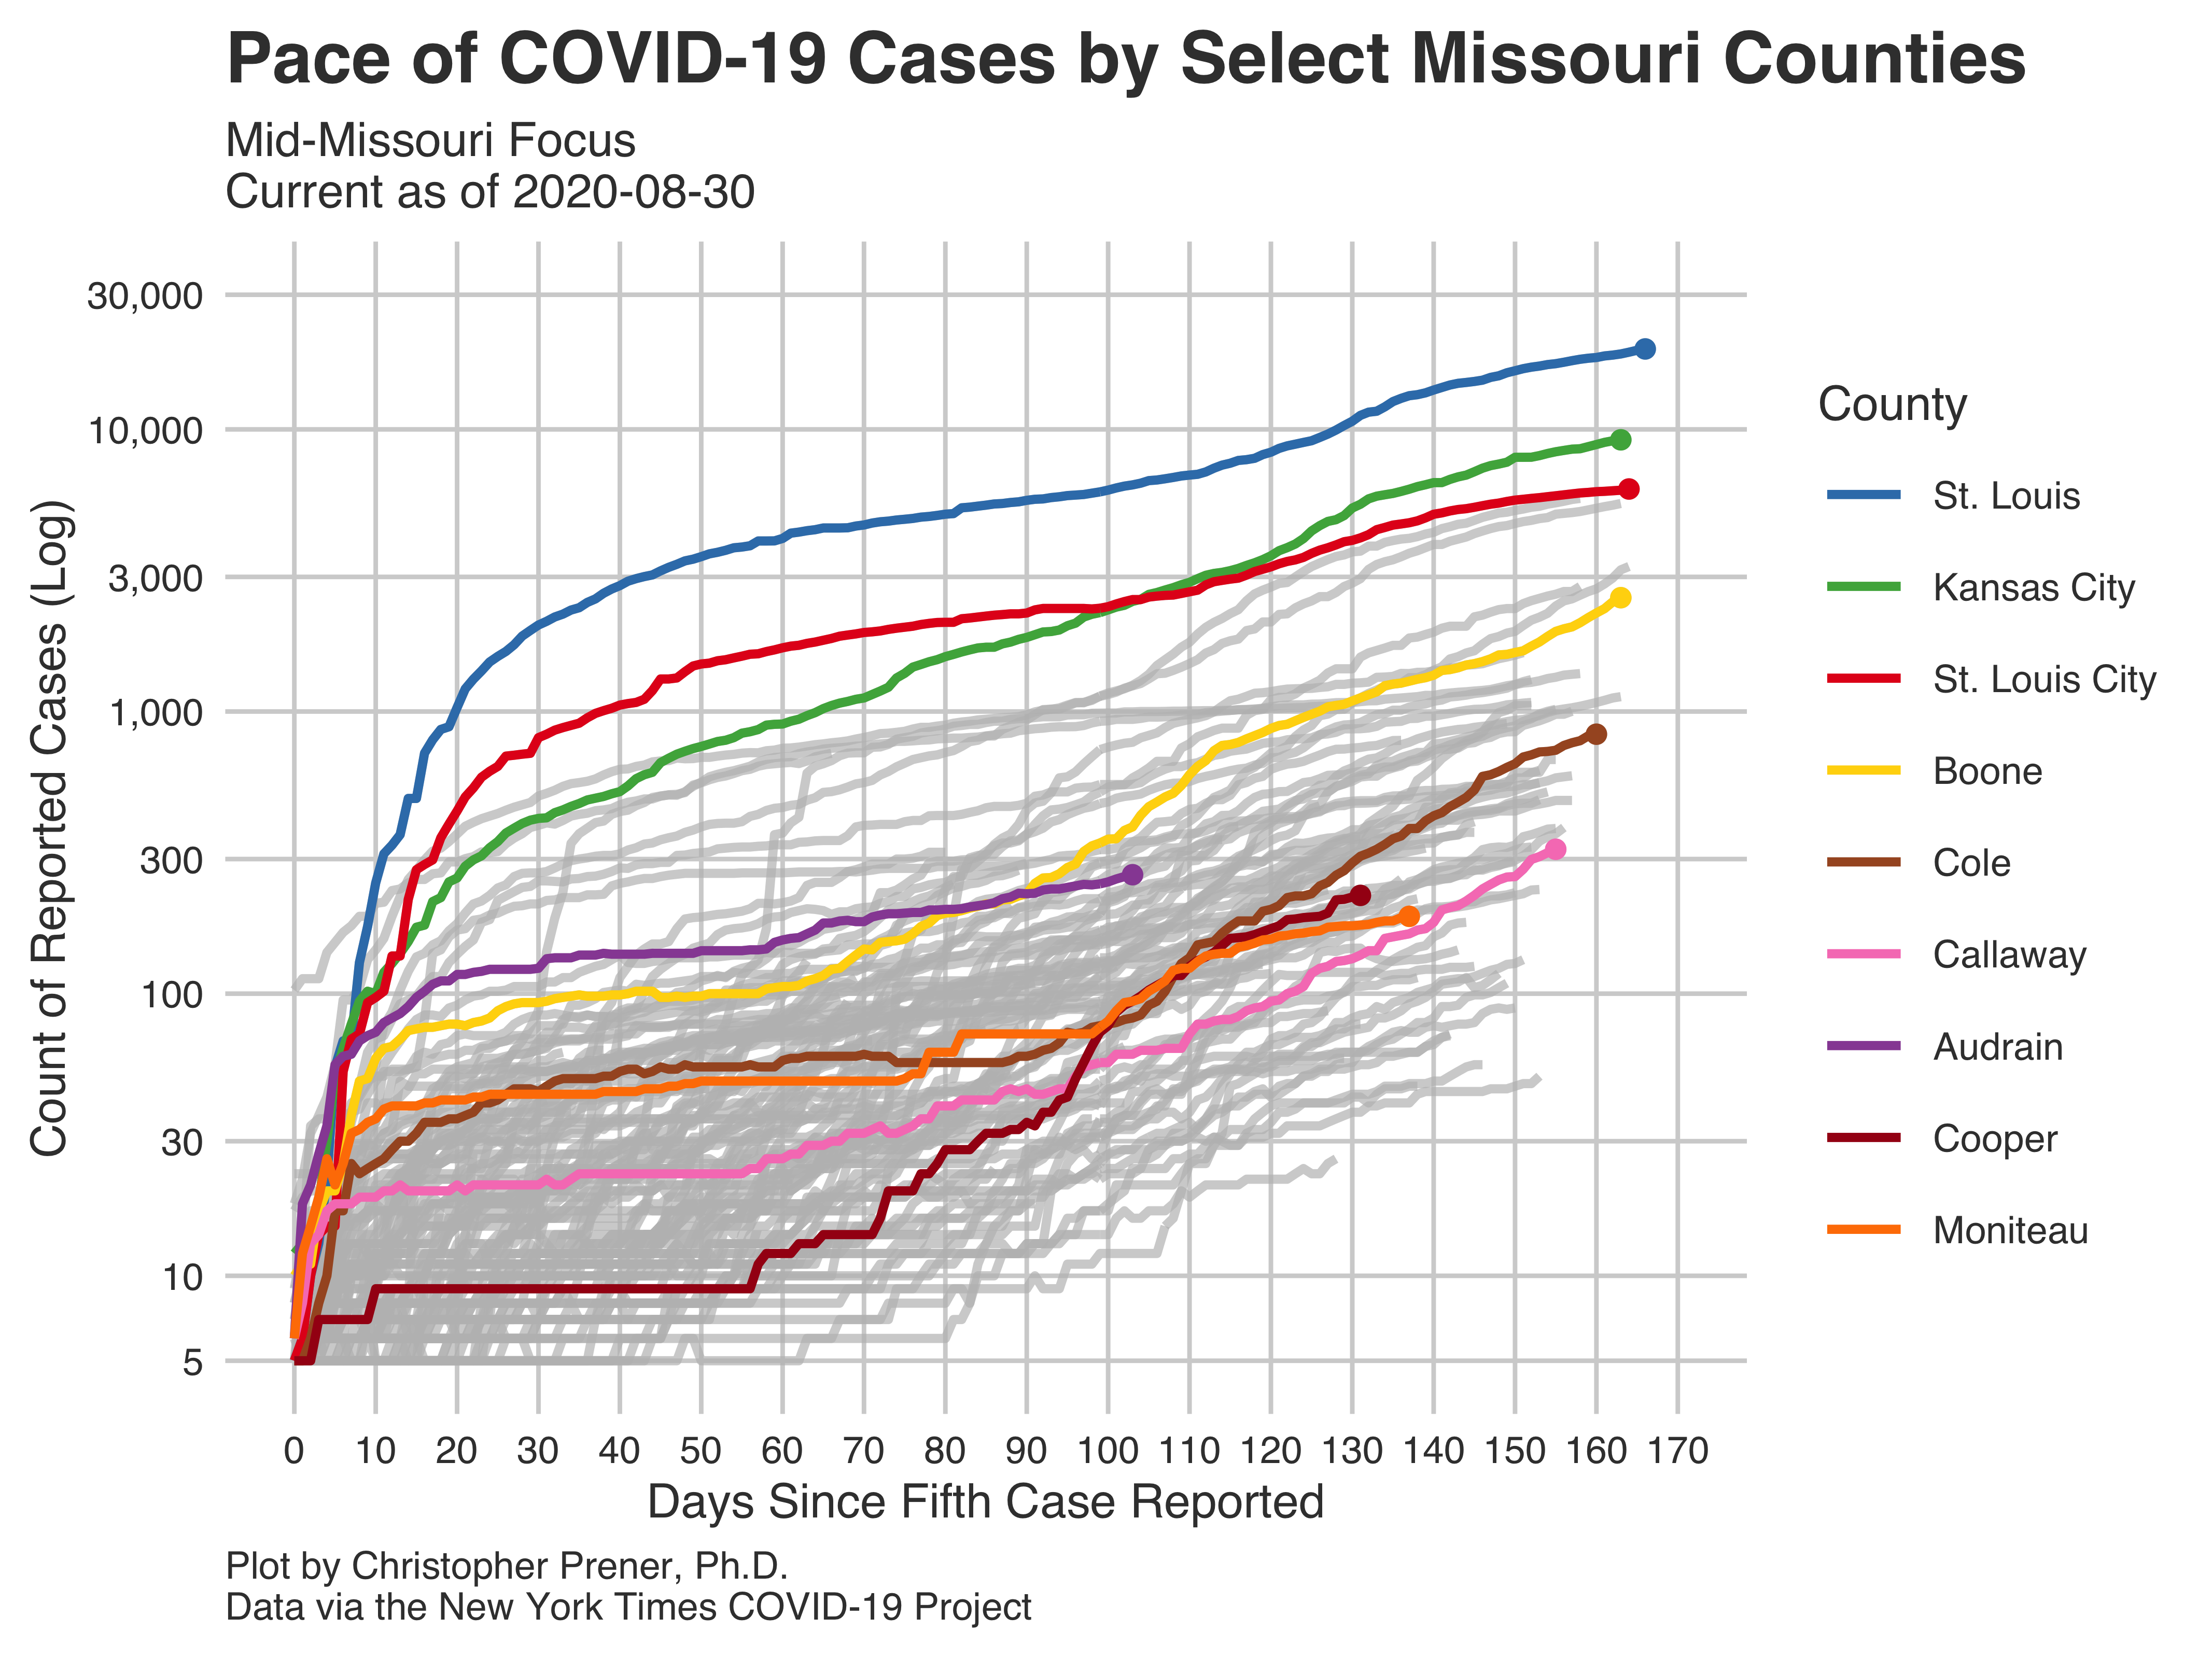 Pace of COVID-19 Cases by Select Missouri Counties
Mid-Missouri Focus
Current as of 2020-08-30
Count of Reported Cases (Log)
30,000
10,000
3,000
1,000
300
100
30
10
5
0 10 20 30 40 50 60 70 80 90 100 110 120 130 140 150 160 170
Days Since Fifth Case Reported
County
St. Louis
Kansas City
St. Louis City
Boone
Cole
Callaway
Audrain
Cooper
Moniteau
Plot by Christopher Prener, Ph.D.
Data via the New York Times COVID-19 Project